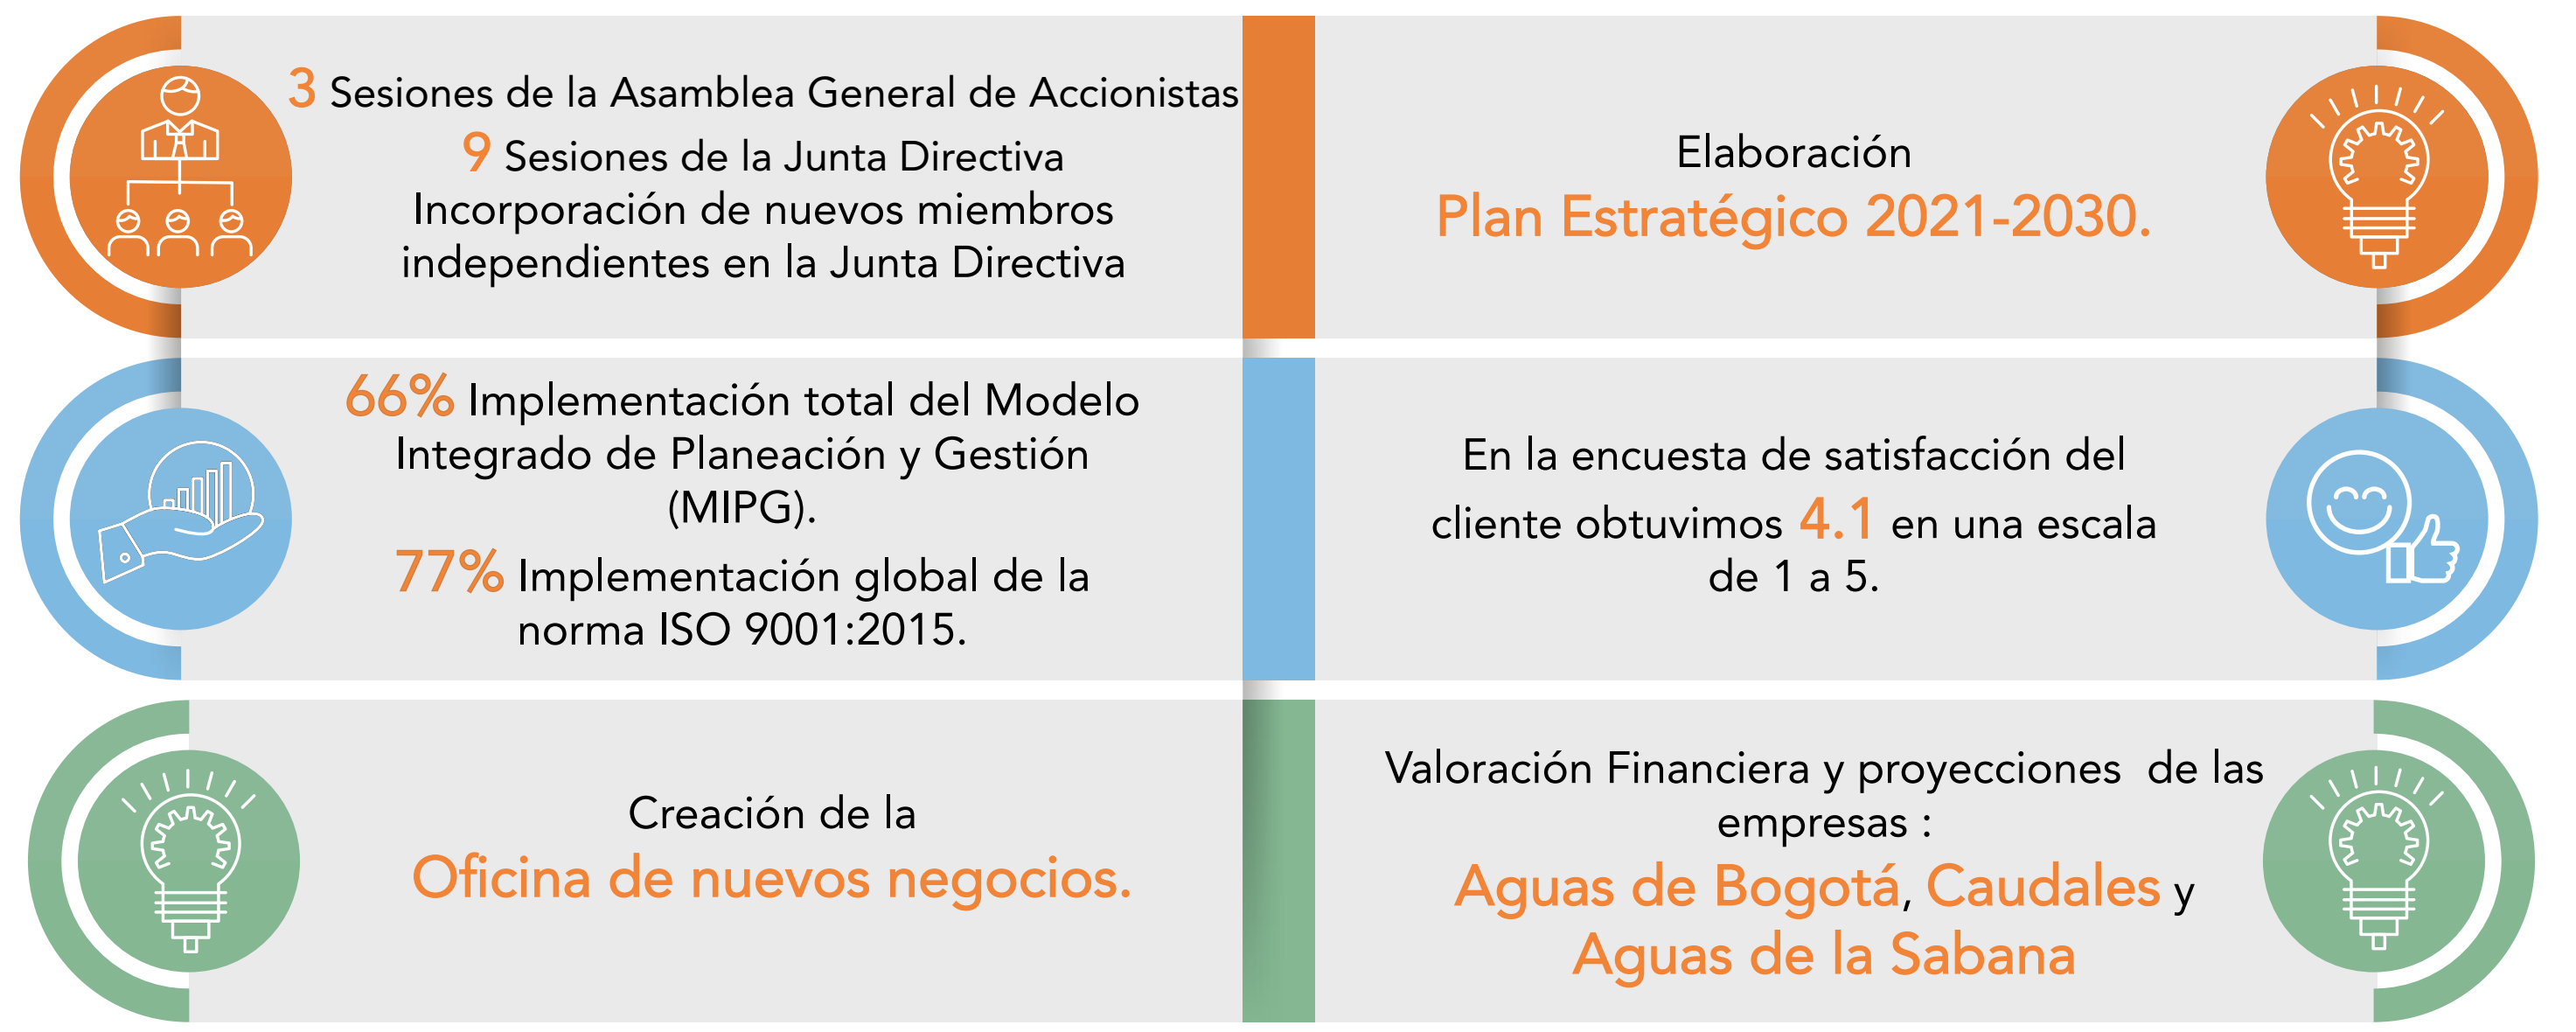 3 Sesiones de la Asamblea General de Accionistas
9 Sesiones de la Junta Directiva
Incorporación de nuevos miembros
independientes en la Junta Directiva
Elaboración
Plan Estratégico 2021-2030.
66% Implementación total del Modelo
Integrado de Planeación y Gestión
(MIPG).
77% Implementación global de la
norma ISO 9001:2015.
En la encuesta de satisfacción del
cliente obtuvimos 4.1 en una escala
de 1 a 5.
Creación de la
Oficina de nuevos negocios.
Valoración Financiera y proyecciones de las
empresas :
Aguas de Bogotá, Caudales y
Aguas de la Sabana